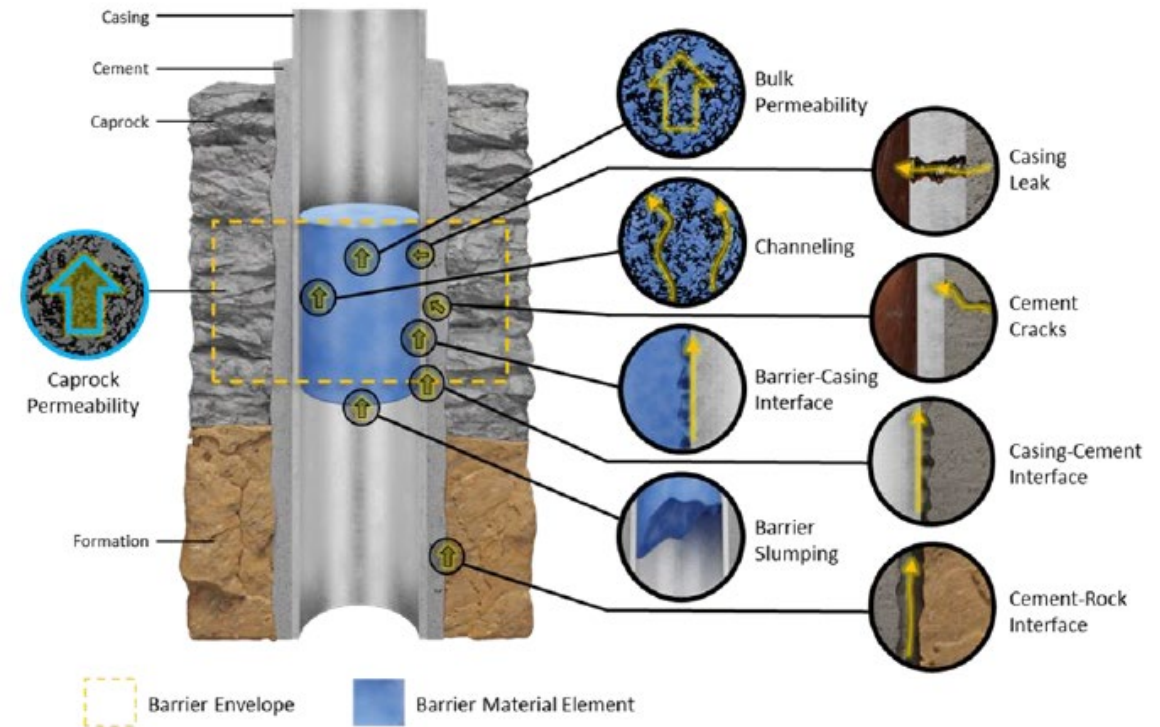 Casing
Cement
Caprock
Bulk
Permeability
Casing
Leak
Channeling
Cement
Cracks
Caprock
Permeability
Barrier-Casing
Interface
Casing-Cement
Interface
Barrier
Slumping
Formation
Cement-Rock
Interface
Barrier Envelope
Barrier Material Element